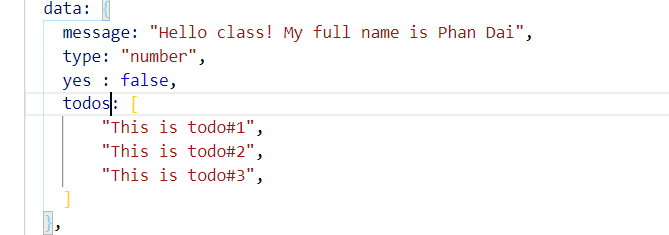 data: {
message: "Hello class! My full name is Phan Dai",
type: "number",
yes : false,
todos: [
"This is todo#1",
"This is todo#2",
"This is todo#3",
]
},